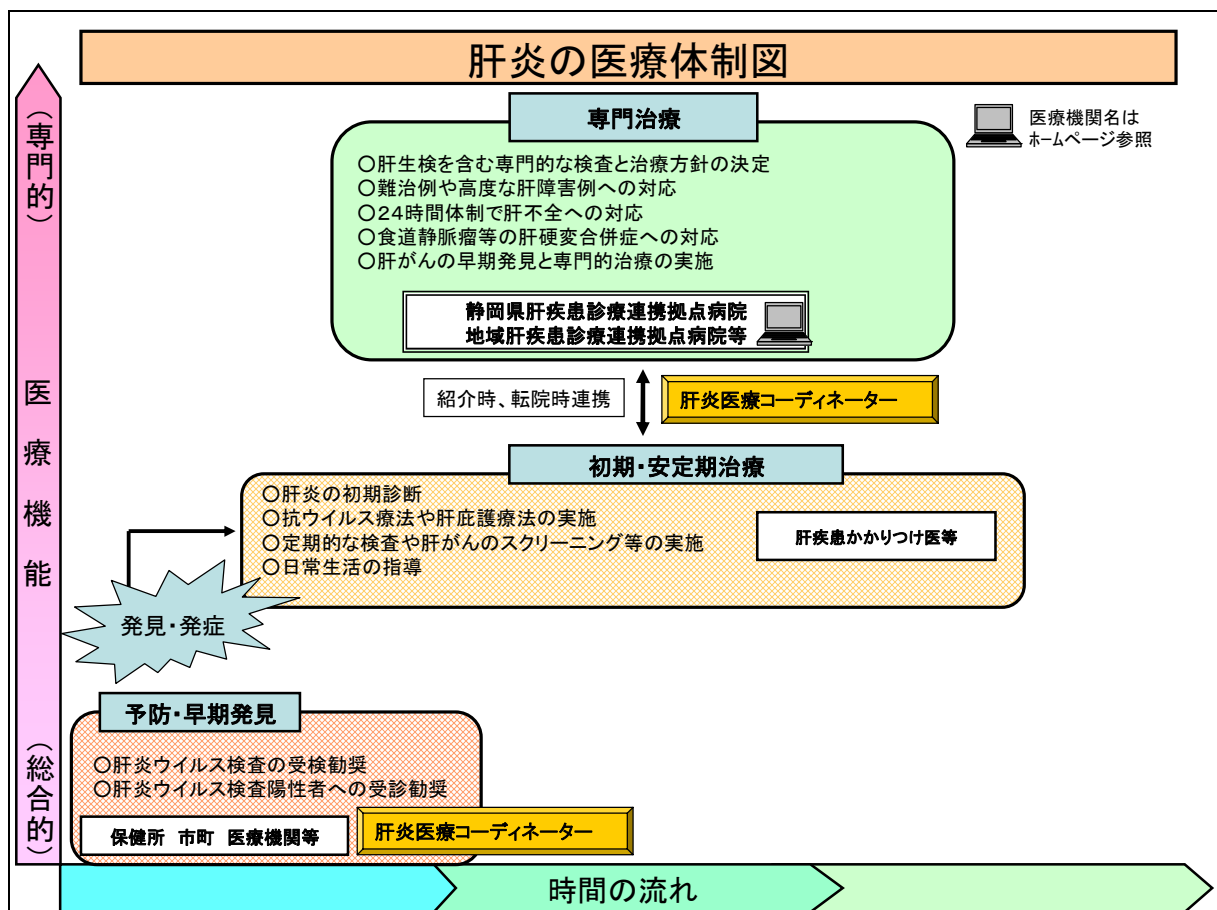 肝炎の医療体制図
医療機関名は
ホームページ参照
(専門的)
医療機能
(総合的)
専門治療
○肝生検を含む専門的な検査と治療方針の決定
○難治例や高度な肝障害例への対応
○24時間体制で肝不全への対応
○食道静脈瘤等の肝硬変合併症への対応
○肝がんの早期発見と専門的治療の実施
静岡県肝疾患診療連携拠点病院
地域肝疾患診療連携拠点病院等
紹介時、転院時連携
肝炎医療コーディネーター
初期・安定期治療
○肝炎の初期診断
○抗ウイルス療法や肝庇護療法の実施
○定期的な検査や肝がんのスクリーニング等の実施
○日常生活の指導
肝疾患かかりつけ医等
発見・発症
予防・早期発見
○肝炎ウイルス検査の受検勧奨
○肝炎ウイルス検査陽性者への受診勧奨
保健所 市町 医療機関等
肝炎医療コーディネーター
時間の流れ